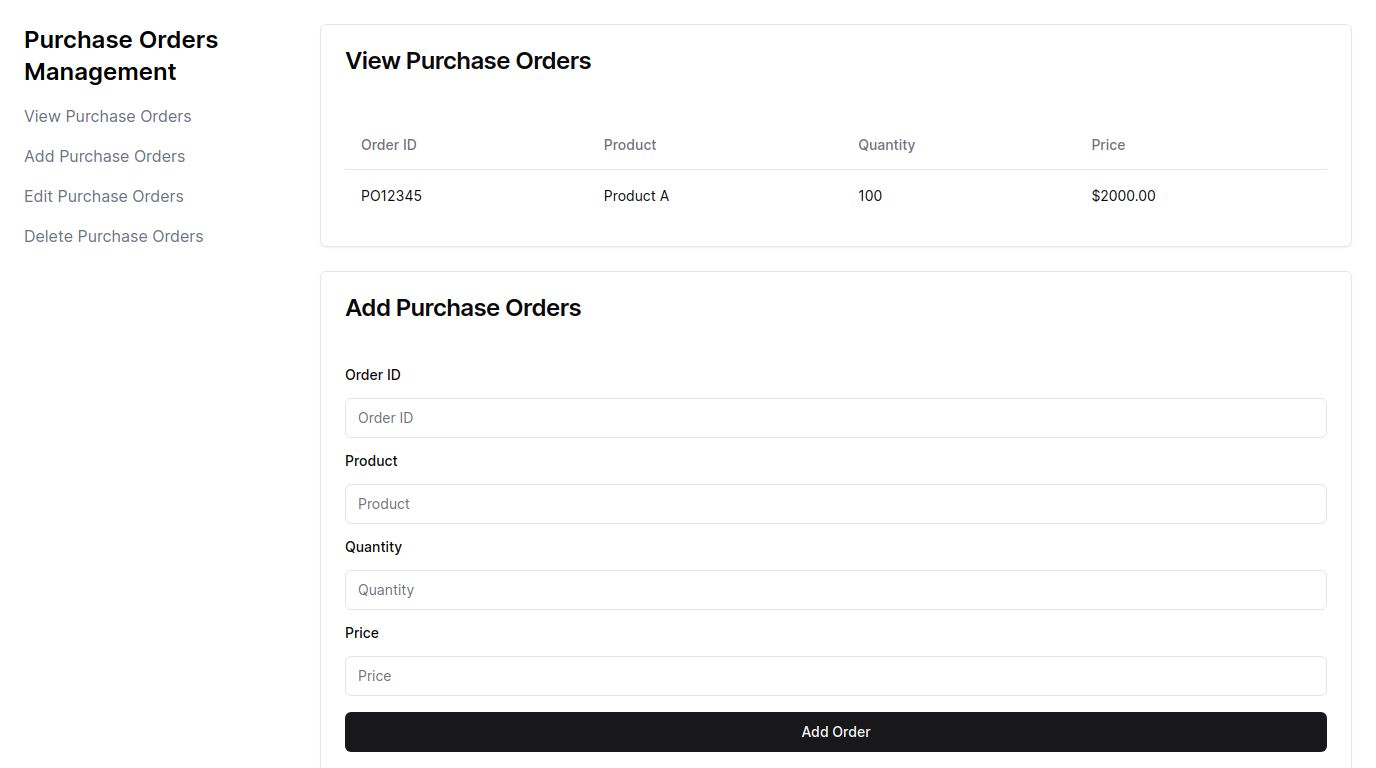 Purchase Orders
Management
View Purchase Orders
Add Purchase Orders
Edit Purchase Orders
Delete Purchase Orders
View Purchase Orders
Order ID Product Quantity Price
PO12345 Product A 100 $2000.00
Add Purchase Orders
Order ID
Order ID
Product
Product
Quantity
Quantity
Price
Price
Add Order